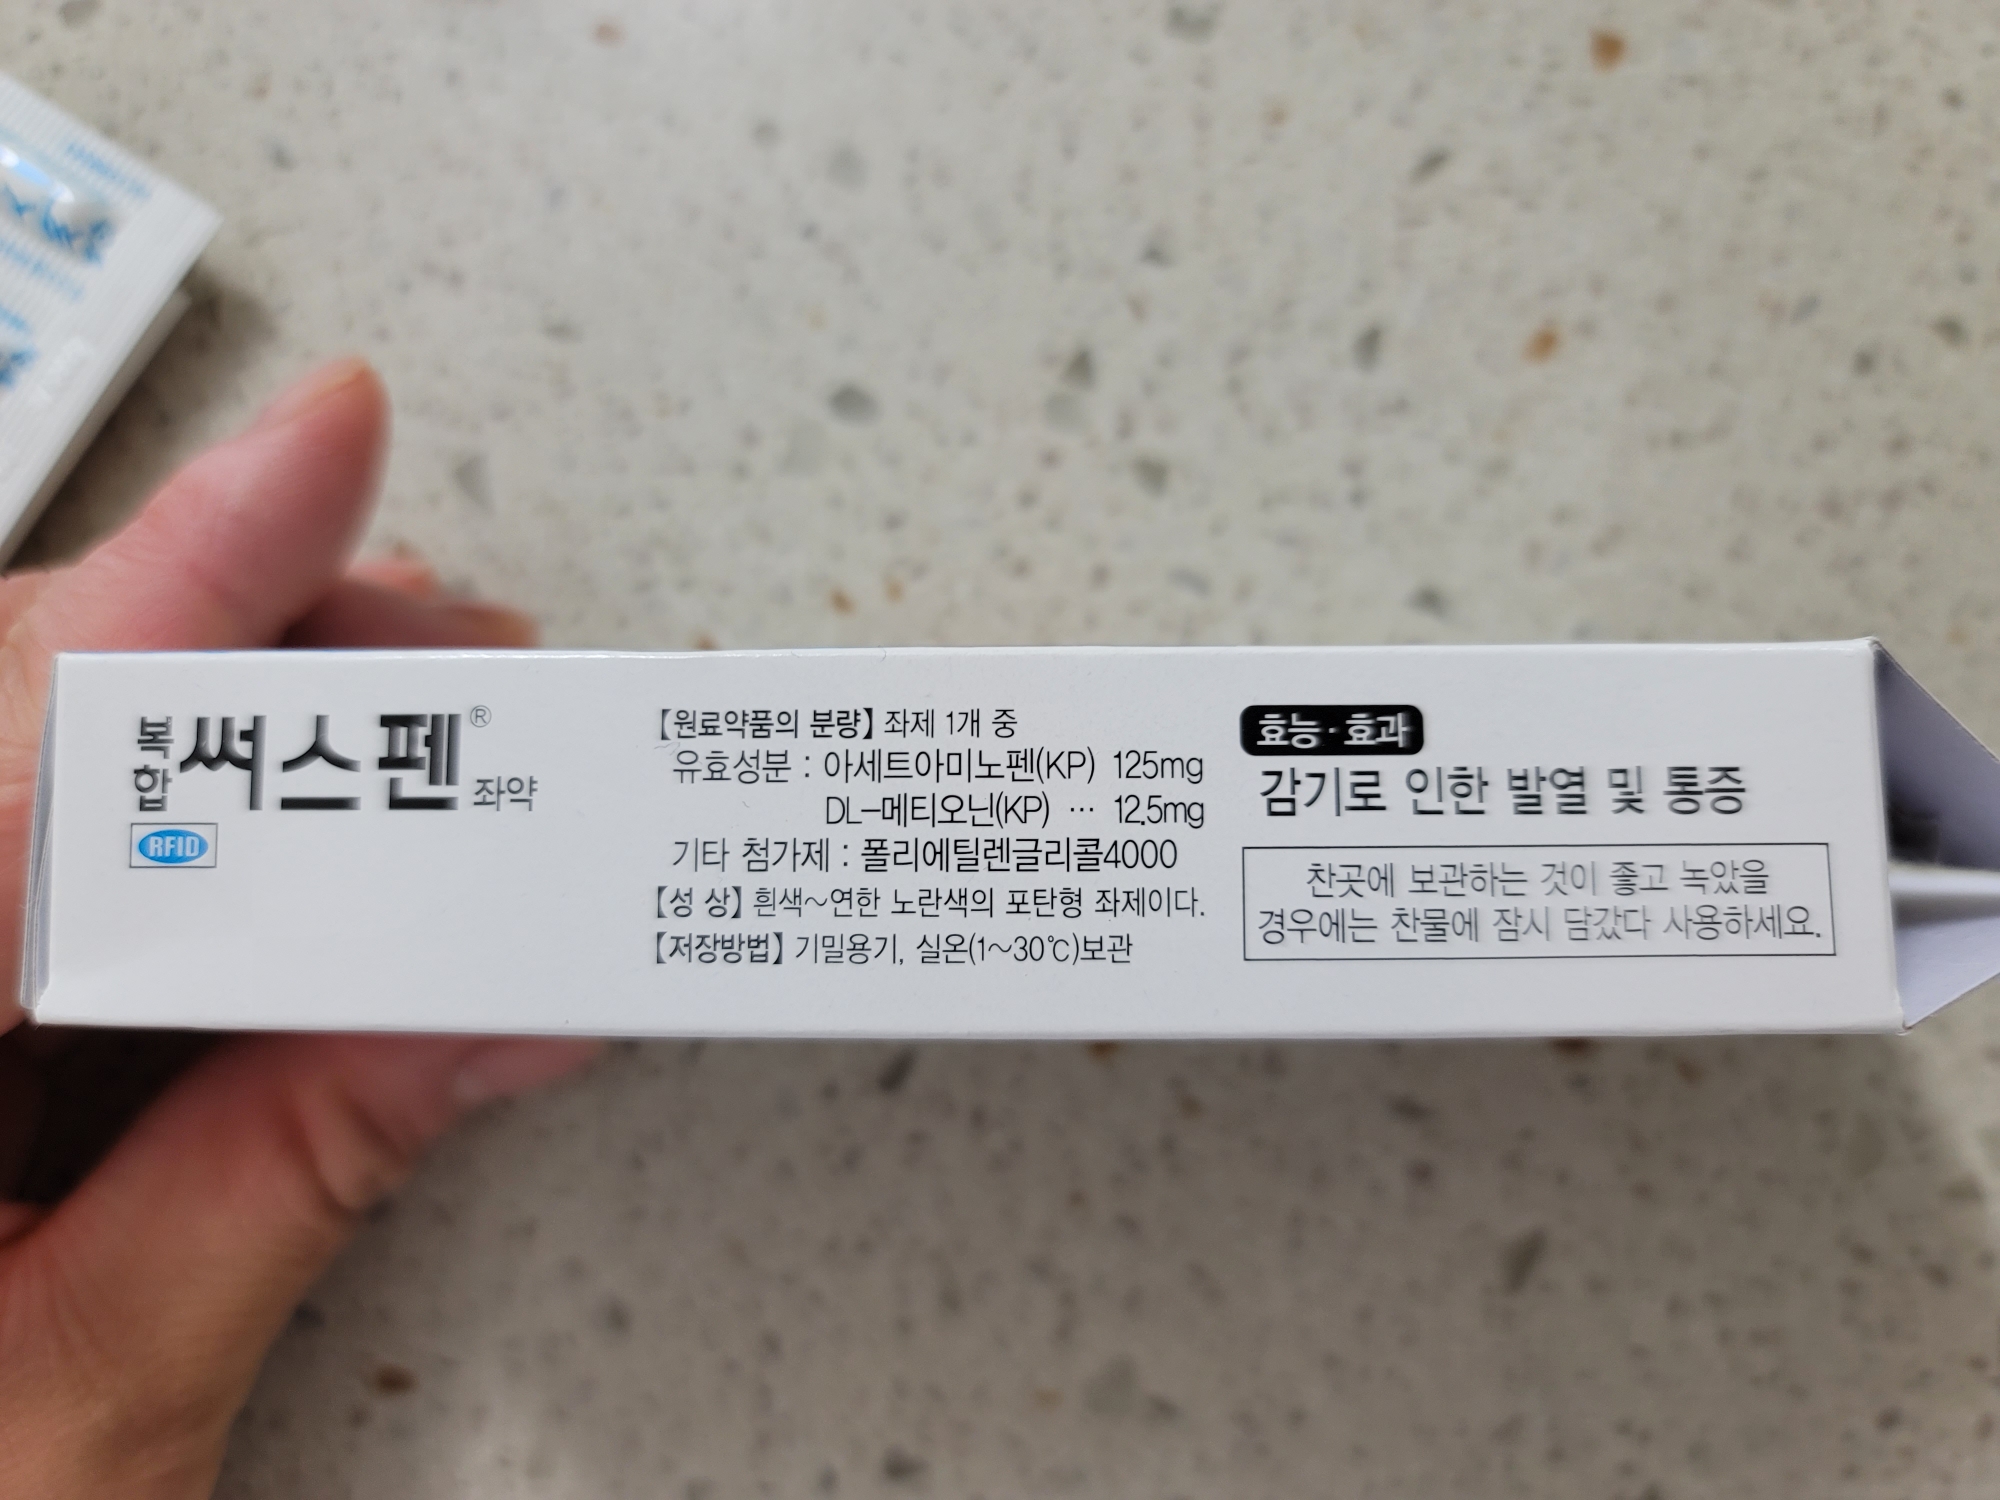 복합 써스펜® 좌약
RFID
【원료약품의 분량】 좌제 1개 중
유효성분 : 아세트아미노펜(KP) 125mg
DL-메티오닌(KP) ··· 12.5mg
기타 첨가제 : 폴리에틸렌글리콜4000
【성 상】 흰색~연한 노란색의 포탄형 좌제이다.
【저장방법】 기밀용기, 실온(1~30℃)보관
효능·효과
감기로 인한 발열 및 통증
찬곳에 보관하는 것이 좋고 녹았을
경우에는 찬물에 잠시 담갔다 사용하세요.